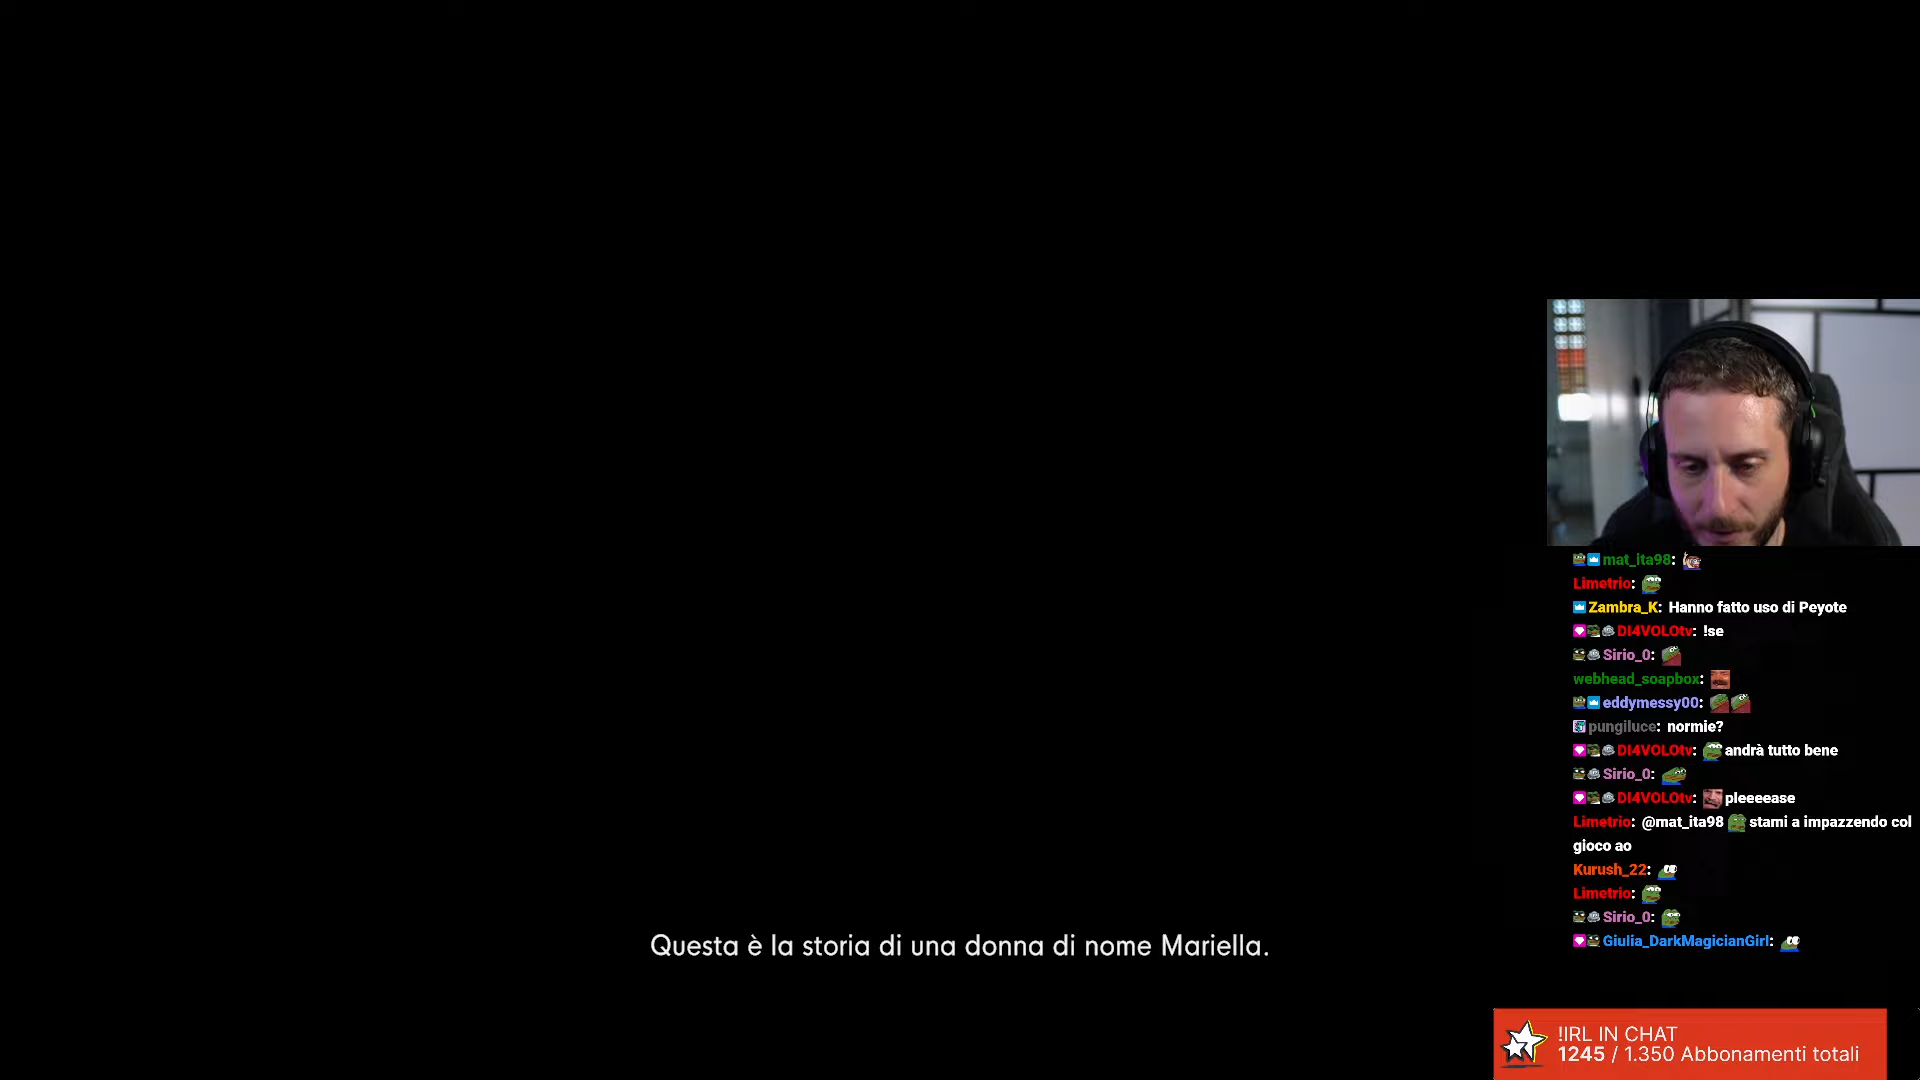 mat_ita98:
Limetrio:
Zambra_K: Hanno fatto uso di Peyote
DI4VOLOtv: !se
Sirio_0:
webhead_soapbox:
eddymessy00:
pungiluce: normie?
DI4VOLOtv: andrà tutto bene
Sirio_0:
DI4VOLOtv: pleeeease
Limetrio: @mat_ita98 stami a impazzendo col
gioco ao
Kurush_22:
Limetrio:
Sirio_0:
Giulia_DarkMagicianGirl:
Questa è la storia di una donna di nome Mariella.
!IRL IN CHAT
1245 / 1.350 Abbonamenti totali